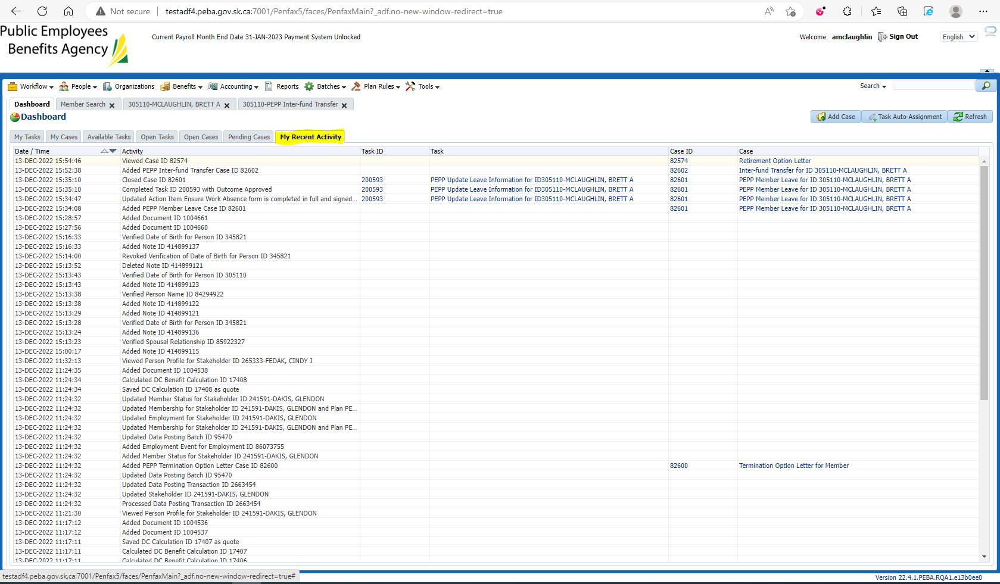 Not secure testadf4.peba.gov.sk.ca:7001/Penfax5/faces/PenfaxMain?_adf.no-new-window-redirect=true
Public Employees
Benefits Agency
Current Payroll Month End Date 31-JAN-2023 Payment System Unlocked
Welcome amclaughlin Sign Out English
Workflow People Organizations Benefits Accounting Reports Batches Plan Rules Tools Search
Dashboard Member Search 305110-MCLAUGHLIN, BRETT A 305110-PEPP Inter-fund Transfer
Dashboard Add Case Task Auto-Assignment Refresh
My Tasks My Cases Available Tasks Open Tasks Open Cases Pending Cases My Recent Activity
Date / Time Activity Task ID Task Case ID Case
13-DEC-2022 15:54:46 Viewed Case ID 82574 82574 Retirement Option Letter
13-DEC-2022 15:52:38 Added PEPP Inter-fund Transfer Case ID 82602 82602 Inter-fund Transfer for ID 305110-MCLAUGHLIN, BRETT A
13-DEC-2022 15:35:10 Closed Case ID 82601 200593 PEPP Update Leave Information for ID305110-MCLAUGHLIN, BRETT A 82601 PEPP Member Leave for ID 305110-MCLAUGHLIN, BRETT A
13-DEC-2022 15:35:10 Completed Task ID 200593 with Outcome Approved 200593 PEPP Update Leave Information for ID305110-MCLAUGHLIN, BRETT A 82601 PEPP Member Leave for ID 305110-MCLAUGHLIN, BRETT A
13-DEC-2022 15:34:47 Updated Action Item Ensure Work Absence form is completed in full and signed... 200593 PEPP Update Leave Information for ID305110-MCLAUGHLIN, BRETT A 82601 PEPP Member Leave for ID 305110-MCLAUGHLIN, BRETT A
13-DEC-2022 15:34:08 Added PEPP Member Leave Case ID 82601 82601 PEPP Member Leave for ID 305110-MCLAUGHLIN, BRETT A
13-DEC-2022 15:28:57 Added Document ID 1004661
13-DEC-2022 15:27:56 Added Document ID 1004660
13-DEC-2022 15:16:33 Verified Date of Birth for Person ID 345821
13-DEC-2022 15:16:33 Added Note ID 414899137
13-DEC-2022 15:14:00 Revoked Verification of Date of Birth for Person ID 345821
13-DEC-2022 15:13:52 Deleted Note ID 414899121
13-DEC-2022 15:13:43 Verified Date of Birth for Person ID 305110
13-DEC-2022 15:13:43 Added Note ID 414899123
13-DEC-2022 15:13:38 Verified Person Name ID 84294922
13-DEC-2022 15:13:38 Added Note ID 414899122
13-DEC-2022 15:13:29 Added Note ID 414899121
13-DEC-2022 15:13:28 Verified Date of Birth for Person ID 345821
13-DEC-2022 15:13:24 Added Note ID 414899136
13-DEC-2022 15:13:23 Verified Spousal Relationship ID 85922327
13-DEC-2022 15:00:17 Added Note ID 414899115
13-DEC-2022 11:32:13 Viewed Person Profile for Stakeholder ID 265333-FEDAK, CINDY J
13-DEC-2022 11:24:35 Added Document ID 1004538
13-DEC-2022 11:24:34 Calculated DC Benefit Calculation ID 17408
13-DEC-2022 11:24:34 Saved DC Calculation ID 17408 as quote
13-DEC-2022 11:24:32 Updated Member Status for Stakeholder ID 241591-DAKIS, GLENDON
13-DEC-2022 11:24:32 Updated Membership for Stakeholder ID 241591-DAKIS, GLENDON and Plan PE...
13-DEC-2022 11:24:32 Updated Employment for Stakeholder ID 241591-DAKIS, GLENDON
13-DEC-2022 11:24:32 Updated Membership for Stakeholder ID 241591-DAKIS, GLENDON and Plan PE...
13-DEC-2022 11:24:32 Updated Data Posting Batch ID 95470
13-DEC-2022 11:24:32 Added Employment Event for Employment ID 86073755
13-DEC-2022 11:24:32 Added Member Status for Stakeholder ID 241591-DAKIS, GLENDON
13-DEC-2022 11:24:32 Added PEPP Termination Option Letter Case ID 82600 82600 Termination Option Letter for Member
13-DEC-2022 11:24:32 Updated Data Posting Batch ID 95470
13-DEC-2022 11:24:32 Updated Data Posting Transaction ID 2663454
13-DEC-2022 11:24:32 Updated Stakeholder ID 241591-DAKIS, GLENDON
13-DEC-2022 11:24:32 Processed Data Posting Transaction ID 2663454
13-DEC-2022 11:21:30 Viewed Person Profile for Stakeholder ID 241591-DAKIS, GLENDON
13-DEC-2022 11:17:12 Added Document ID 1004536
13-DEC-2022 11:17:12 Added Document ID 1004537
13-DEC-2022 11:17:11 Saved DC Calculation ID 17407 as quote
13-DEC-2022 11:17:11 Calculated DC Benefit Calculation ID 17407
13-DEC-2022 11:17:11 Calculated DC Benefit Calculation ID 17406
testadf4.peba.gov.sk.ca:7001/Penfax5/faces/PenfaxMain?_adf.no-new-window-redirect=true#
Version 22.4.1.PEBA.RQA1.e13b0ee0